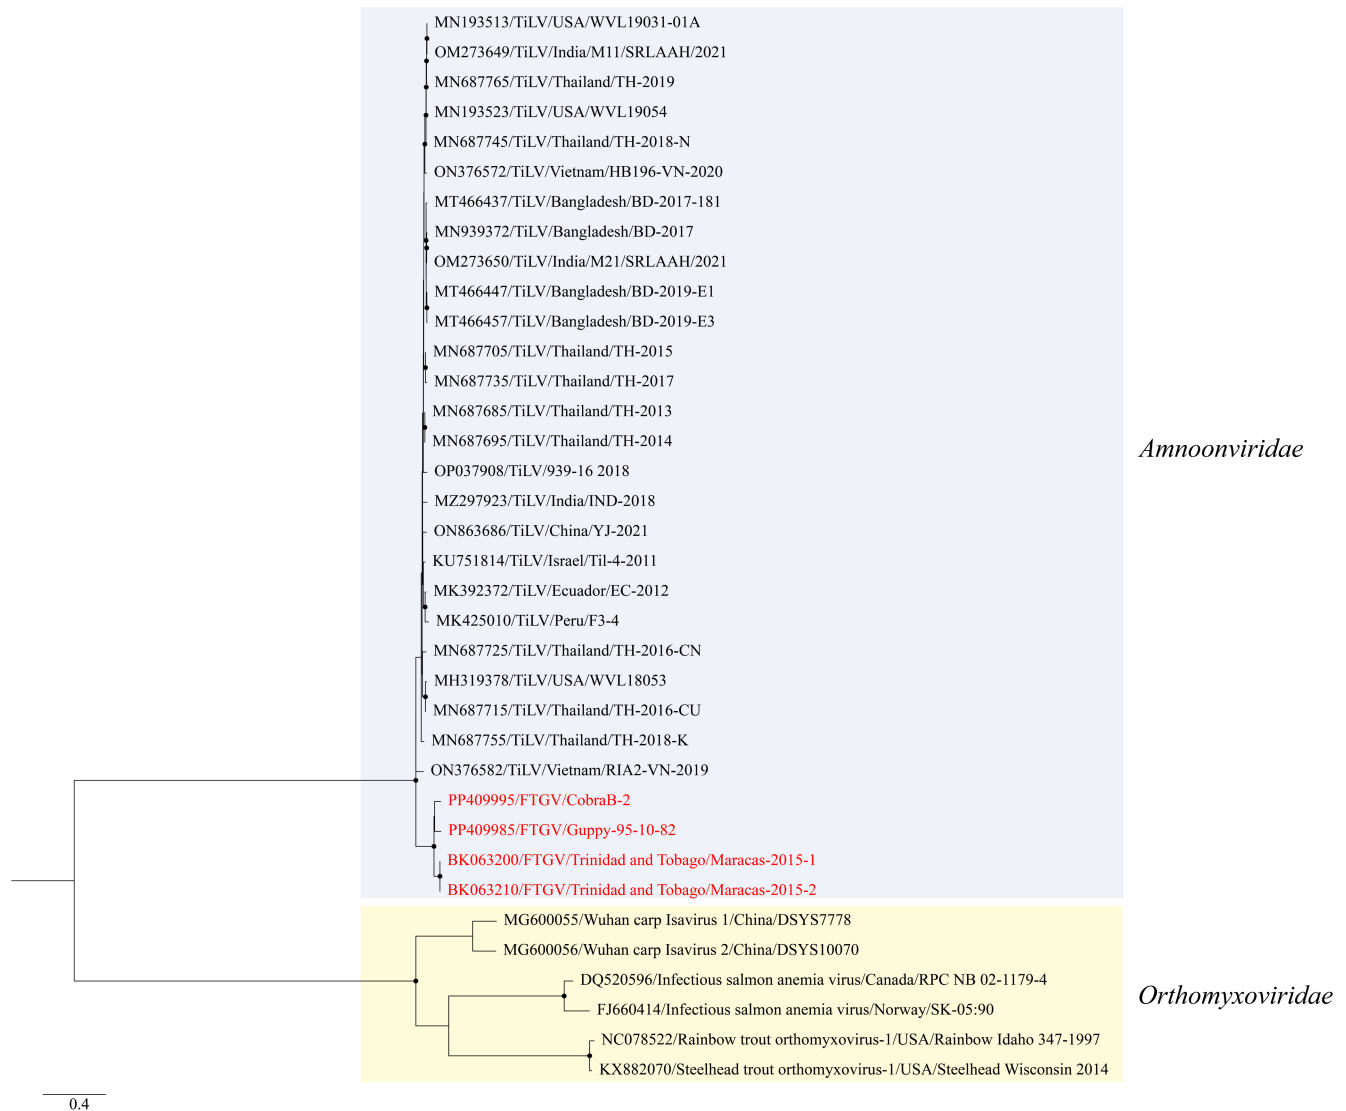 MN193513/TiLV/USA/WVL19031-01A
OM273649/TiLV/India/M11/SRLAAH/2021
MN687765/TiLV/Thailand/TH-2019
MN193523/TiLV/USA/WVL19054
MN687745/TiLV/Thailand/TH-2018-N
ON376572/TiLV/Vietnam/HB196-VN-2020
MT466437/TiLV/Bangladesh/BD-2017-181
MN939372/TiLV/Bangladesh/BD-2017
OM273650/TiLV/India/M21/SRLAAH/2021
MT466447/TiLV/Bangladesh/BD-2019-E1
MT466457/TiLV/Bangladesh/BD-2019-E3
MN687705/TiLV/Thailand/TH-2015
MN687735/TiLV/Thailand/TH-2017
MN687685/TiLV/Thailand/TH-2013
MN687695/TiLV/Thailand/TH-2014
OP037908/TiLV/939-16 2018
MZ297923/TiLV/India/IND-2018
ON863686/TiLV/China/YJ-2021
KU751814/TiLV/Israel/Til-4-2011
MK392372/TiLV/Ecuador/EC-2012
MK425010/TiLV/Peru/F3-4
MN687725/TiLV/Thailand/TH-2016-CN
MH319378/TiLV/USA/WVL18053
MN687715/TiLV/Thailand/TH-2016-CU
MN687755/TiLV/Thailand/TH-2018-K
ON376582/TiLV/Vietnam/RIA2-VN-2019
PP409995/FTGV/CobraB-2
PP409985/FTGV/Guppy-95-10-82
BK063200/FTGV/Trinidad and Tobago/Maracas-2015-1
BK063210/FTGV/Trinidad and Tobago/Maracas-2015-2
Amnoonviridae
MG600055/Wuhan carp Isavirus 1/China/DSYS7778
MG600056/Wuhan carp Isavirus 2/China/DSYS10070
DQ520596/Infectious salmon anemia virus/Canada/RPC NB 02-1179-4
FJ660414/Infectious salmon anemia virus/Norway/SK-05:90
NC078522/Rainbow trout orthomyxovirus-1/USA/Rainbow Idaho 347-1997
KX882070/Steelhead trout orthomyxovirus-1/USA/Steelhead Wisconsin 2014
Orthomyxoviridae
0.4